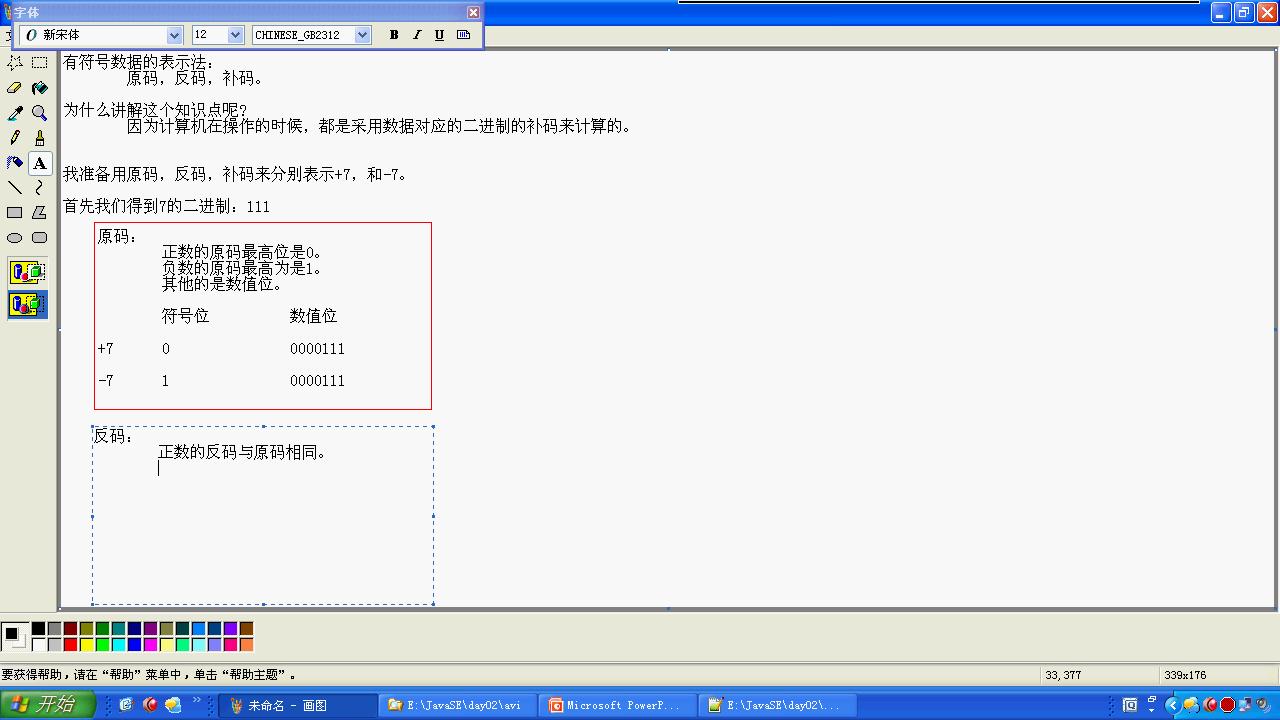 字体
新宋体 12 CHINESE_GB2312 B I U
有符号数据的表示法：
原码，反码，补码。
为什么讲解这个知识点呢?
因为计算机在操作的时候，都是采用数据对应的二进制的补码来计算的。
我准备用原码，反码，补码来分别表示+7，和-7。
首先我们得到7的二进制：111
原码：
正数的原码最高位是0。
负数的原码最高为是1。
其他的是数值位。
符号位 数值位
+7 0 0000111
-7 1 0000111
反码：
正数的反码与原码相同。
A
要获得帮助，请在“帮助”菜单中，单击“帮助主题”。 33,377 339x176
开始 未命名 - 画图 E:\JavaSE\day02\avi Microsoft PowerP... E:\JavaSE\day02\...